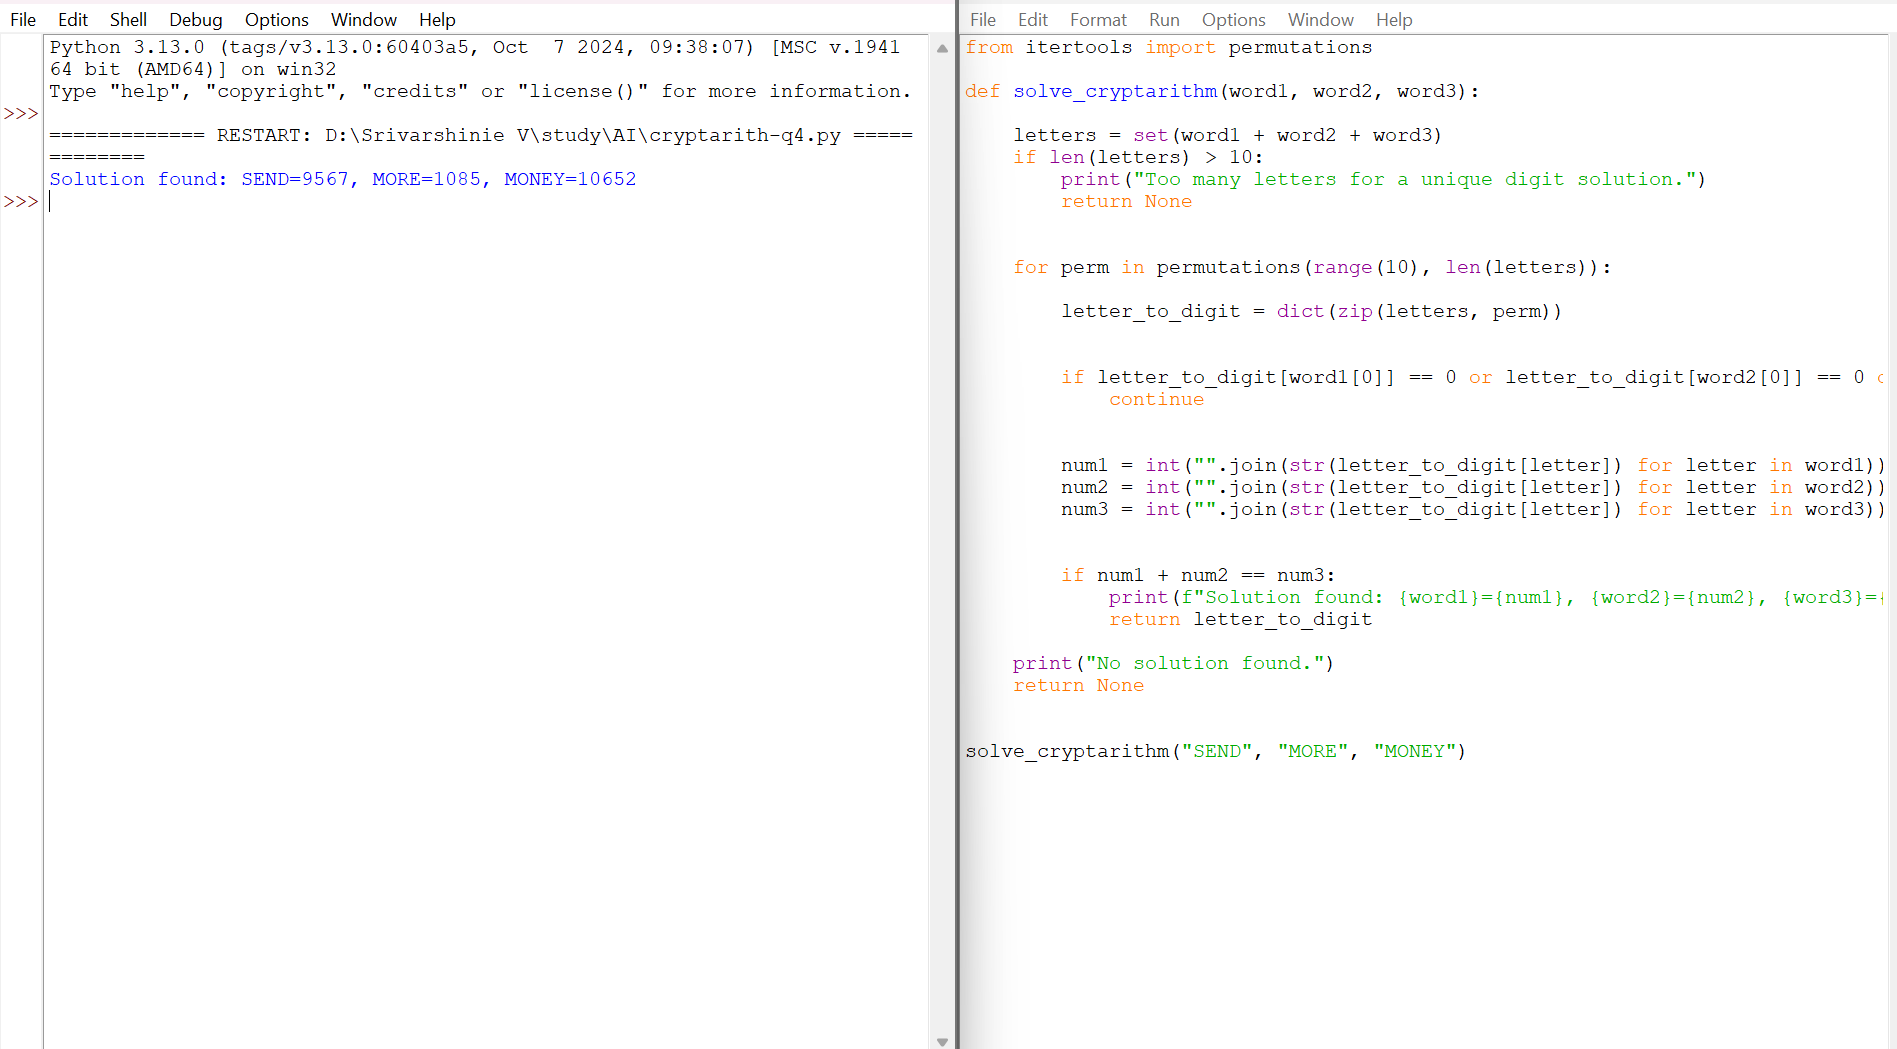 File Edit Shell Debug Options Window Help
Python 3.13.0 (tags/v3.13.0:60403a5, Oct  7 2024, 09:38:07) [MSC v.1941
64 bit (AMD64)] on win32
Type "help", "copyright", "credits" or "license()" for more information.
>>>
============= RESTART: D:\Srivarshinie V\study\AI\cryptarith-q4.py =====
========
Solution found: SEND=9567, MORE=1085, MONEY=10652
>>>
File Edit Format Run Options Window Help
from itertools import permutations
def solve_cryptarithm(word1, word2, word3):
    letters = set(word1 + word2 + word3)
    if len(letters) > 10:
        print("Too many letters for a unique digit solution.")
        return None
    for perm in permutations(range(10), len(letters)):
        letter_to_digit = dict(zip(letters, perm))
        if letter_to_digit[word1[0]] == 0 or letter_to_digit[word2[0]] == 0
            continue
        num1 = int("".join(str(letter_to_digit[letter]) for letter in word1))
        num2 = int("".join(str(letter_to_digit[letter]) for letter in word2))
        num3 = int("".join(str(letter_to_digit[letter]) for letter in word3))
        if num1 + num2 == num3:
            print(f"Solution found: {word1}={num1}, {word2}={num2}, {word3}={
            return letter_to_digit
    print("No solution found.")
    return None
solve_cryptarithm("SEND", "MORE", "MONEY")